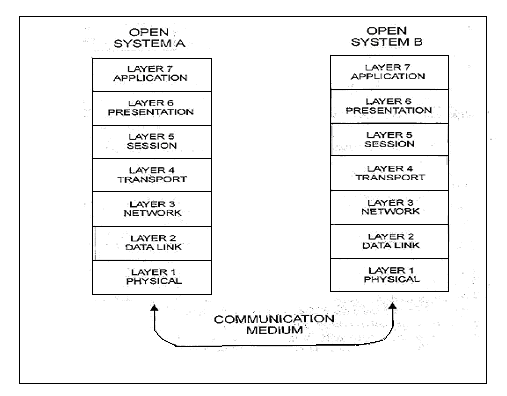 OPEN
SYSTEM A
LAYER 7
APPLICATION
LAYER 6
PRESENTATION
LAYER 5
SESSION
LAYER 4
TRANSPORT
LAYER 3
NETWORK
LAYER 2
DATA LINK
LAYER 1
PHYSICAL
OPEN
SYSTEM B
LAYER 7
APPLICATION
LAYER 6
PRESENTATION
LAYER 5
SESSION
LAYER 4
TRANSPORT
LAYER 3
NETWORK
LAYER 2
DATA LINK
LAYER 1
PHYSICAL
COMMUNICATION
MEDIUM